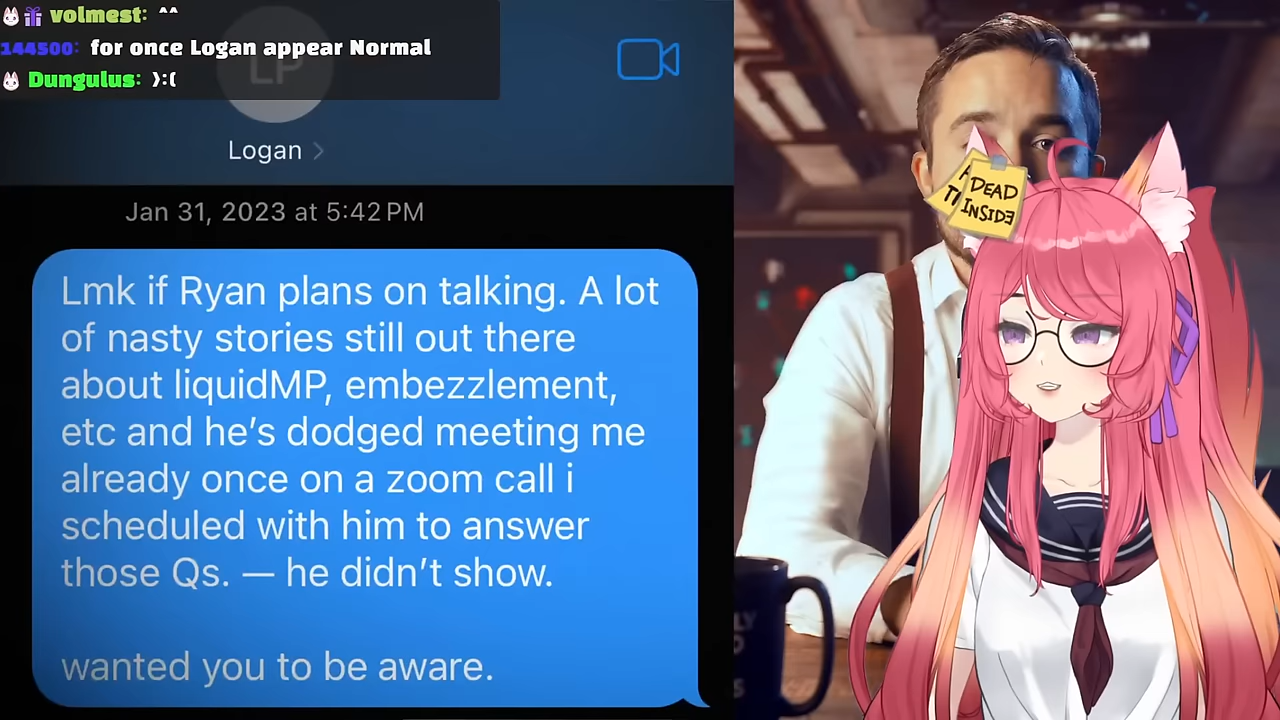 volmest: ^^
144500: for once Logan appear Normal
Dungulus: }:(
LP
Logan
Jan 31, 2023 at 5:42 PM
Lmk if Ryan plans on talking. A lot
of nasty stories still out there
about liquidMP, embezzlement,
etc and he’s dodged meeting me
already once on a zoom call i
scheduled with him to answer
those Qs. — he didn’t show.
wanted you to be aware.
DEAD
INSIDE